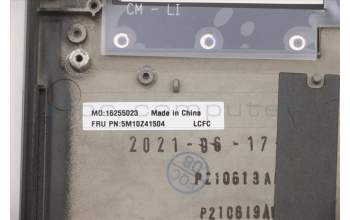 CM - LI
MO:16255023 Made in China
FRU PN:5M10Z41504 LCFC
2021-06-17
P210613A
P210619A